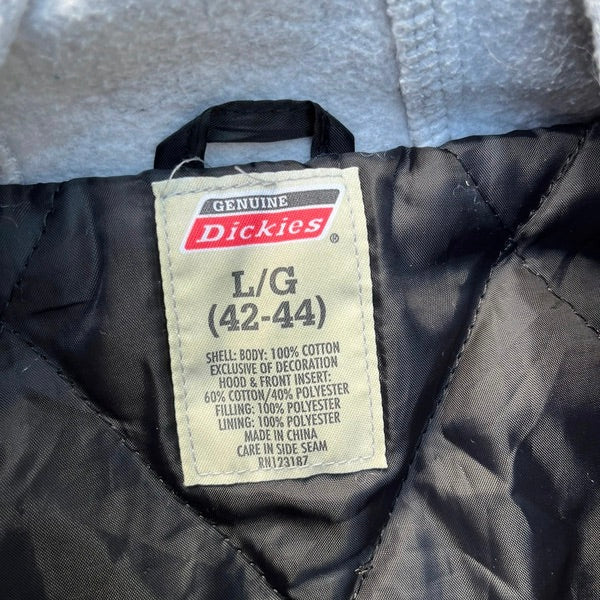 GENUINE
Dickies®
L/G
(42-44)
SHELL: BODY: 100% COTTON
EXCLUSIVE OF DECORATION
HOOD & FRONT INSERT:
60% COTTON/40% POLYESTER
FILLING: 100% POLYESTER
LINING: 100% POLYESTER
MADE IN CHINA
CARE IN SIDE SEAM
RN123187